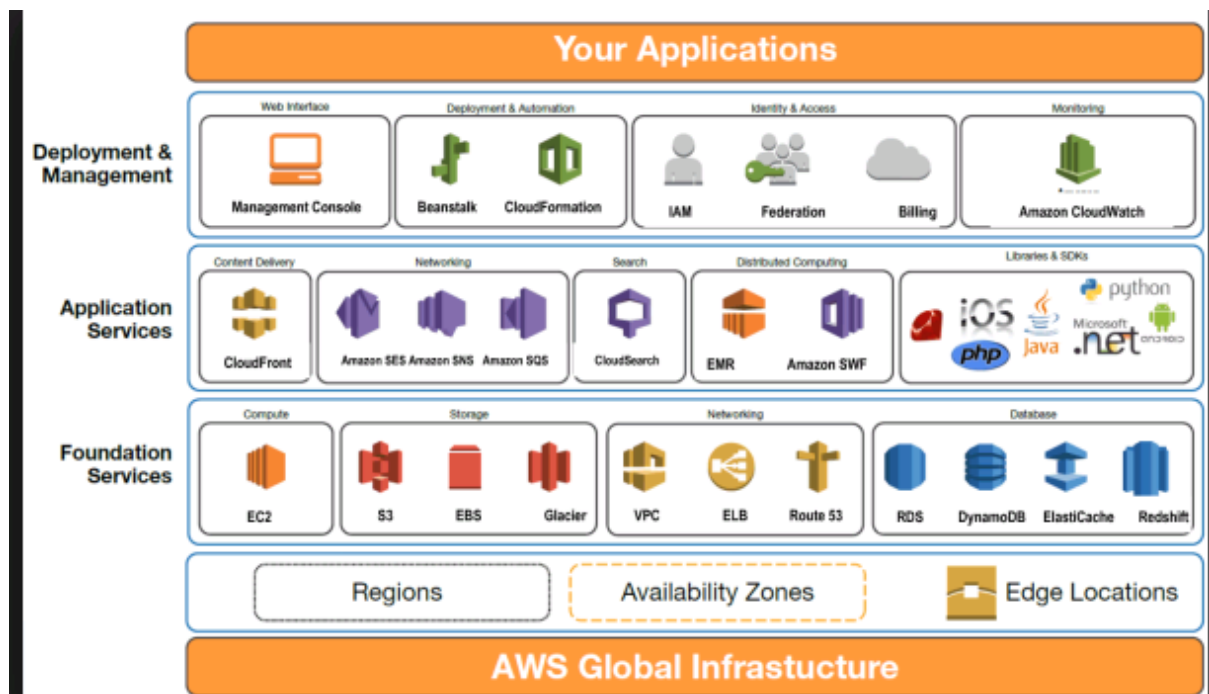 Your Applications
Deployment &
Management
Web Interface
Management Console
Deployment & Automation
Beanstalk
CloudFormation
Identity & Access
IAM
Federation
Billing
Monitoring
Amazon CloudWatch
Application
Services
Content Delivery
CloudFront
Networking
Amazon SES
Amazon SNS
Amazon SQS
Search
CloudSearch
Distributed Computing
EMR
Amazon SWF
Libraries & SDKs
iOS
php
Java
python
Microsoft
.net
ANDROID
Foundation
Services
Compute
EC2
Storage
S3
EBS
Glacier
Networking
VPC
ELB
Route 53
Database
RDS
DynamoDB
ElastiCache
Redshift
Regions
Availability Zones
Edge Locations
AWS Global Infrastucture